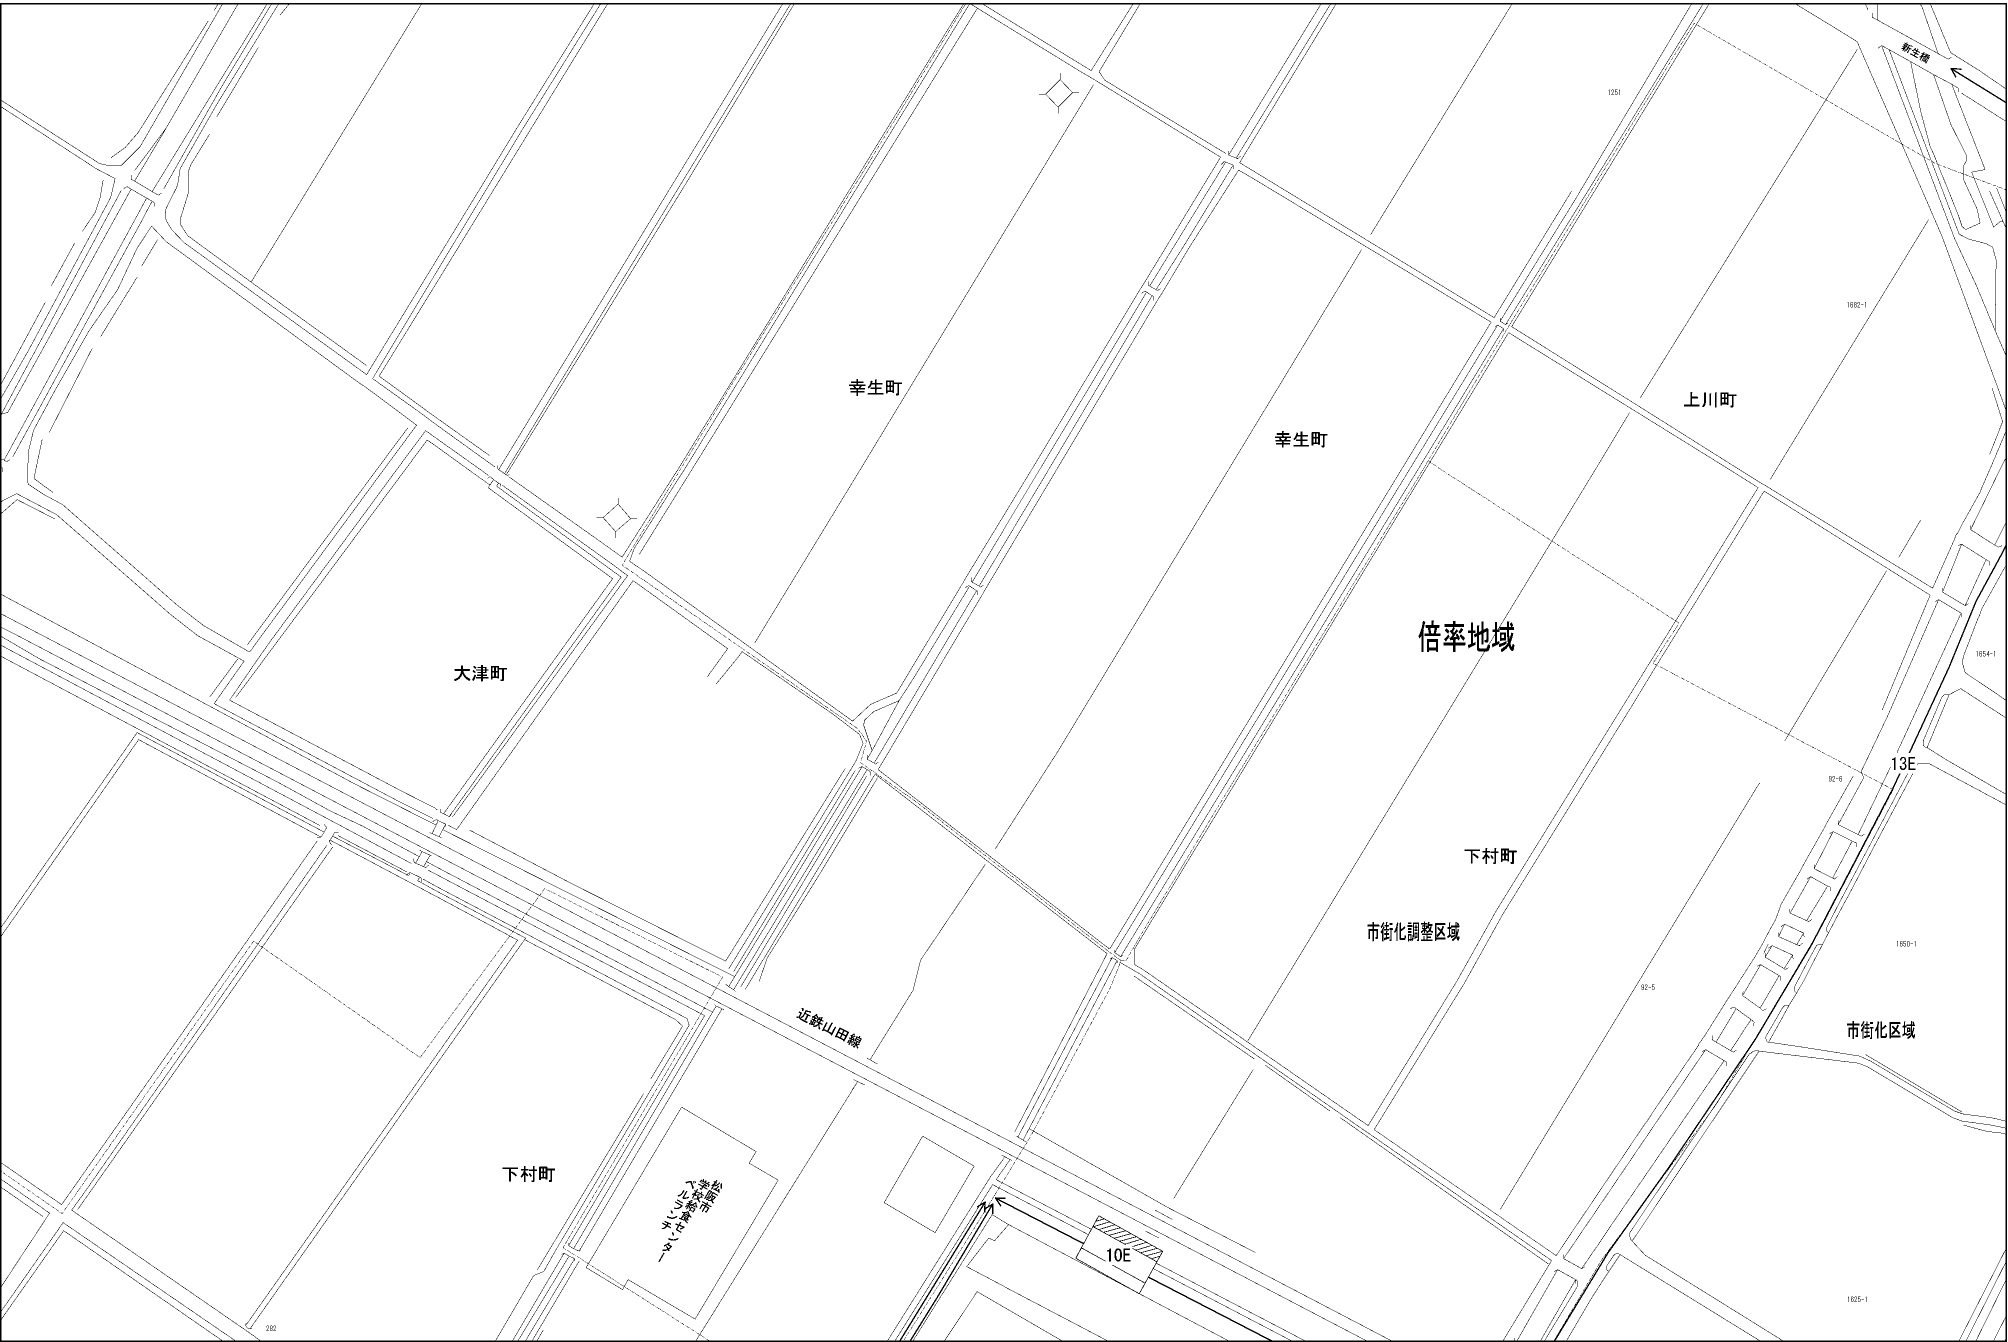 新生橋
1251
1682-1
幸生町
上川町
幸生町
倍率地域
1654-1
大津町
13E
92-6
下村町
市街化調整区域
1650-1
92-5
近鉄山田線
市街化区域
下村町
松阪市
学校給食センター
ベルランチ
10E
1625-1
282